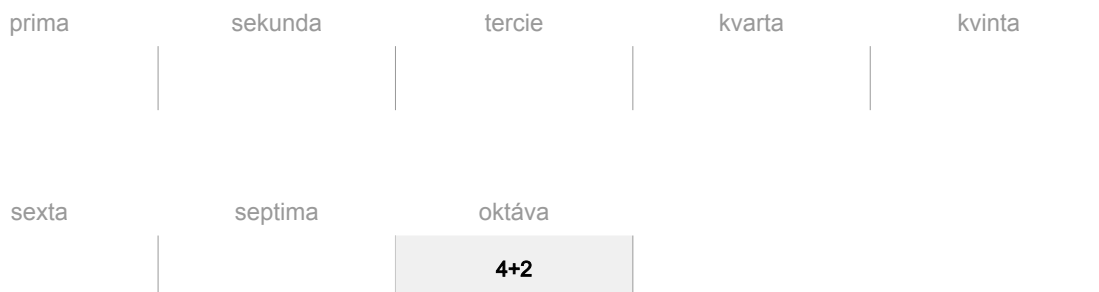 prima sekunda tercie kvarta kvinta
sexta septima oktáva
4+2